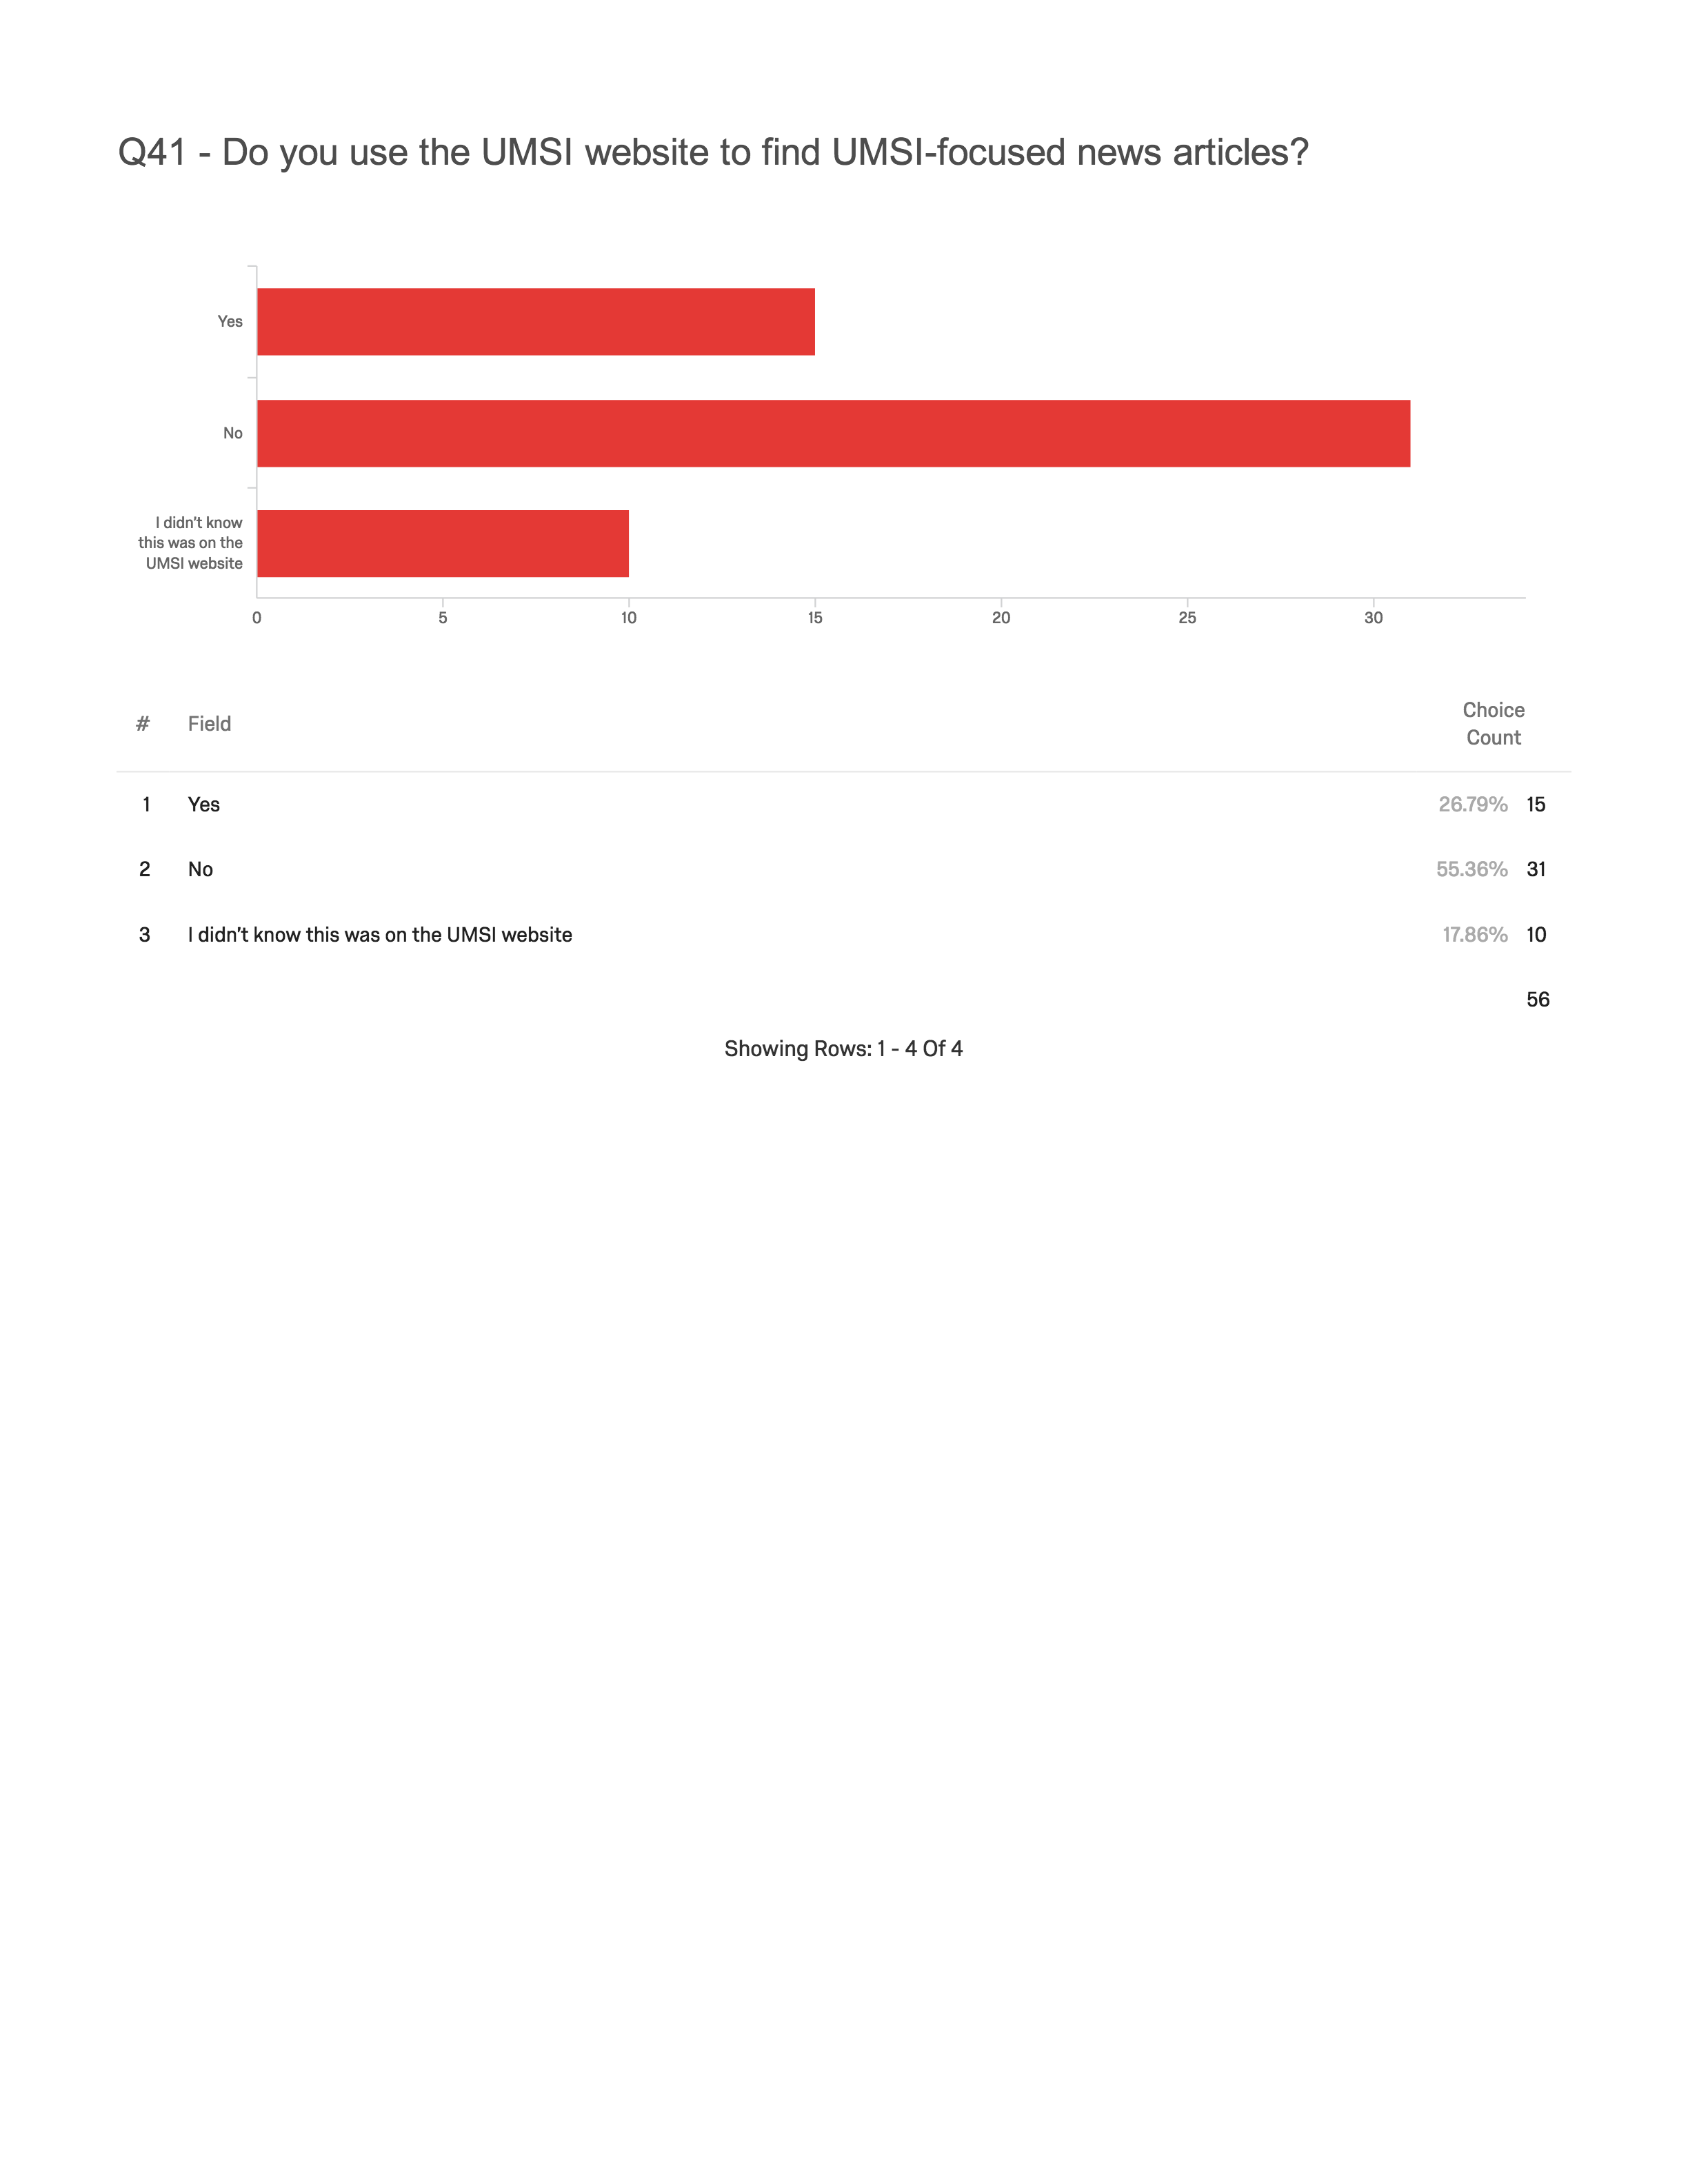 Q41 - Do you use the UMSI website to find UMSI-focused news articles?
Yes
No
I didn't know
this was on the
UMSI website
0 5 10 15 20 25 30
# Field Choice
Count
1 Yes 26.79% 15
2 No 55.36% 31
3 I didn't know this was on the UMSI website 17.86% 10
56
Showing Rows: 1 - 4 Of 4